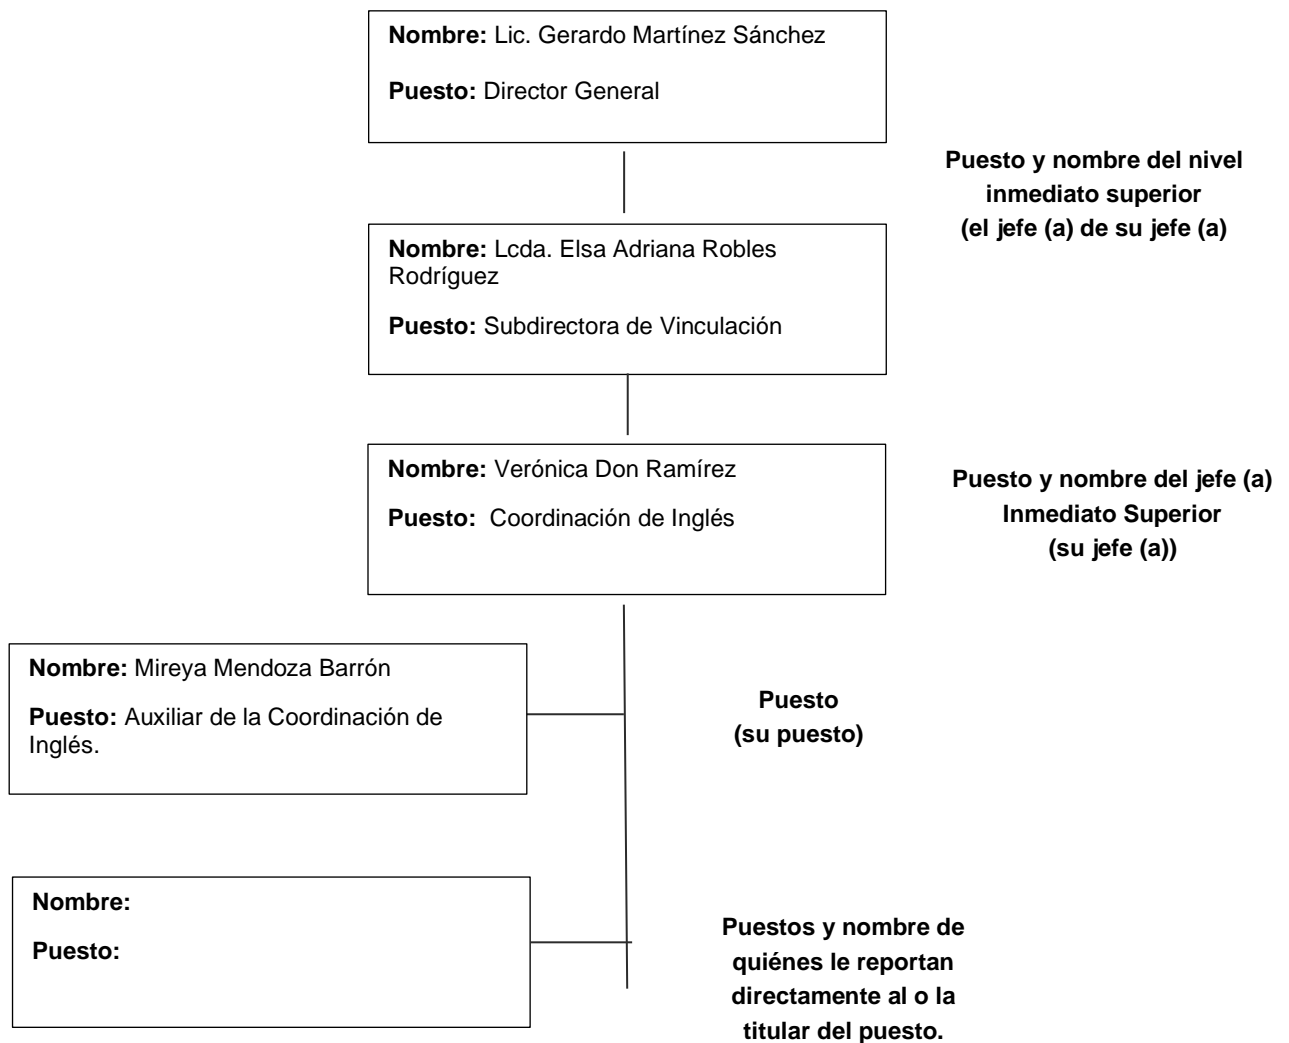 Nombre: Lic. Gerardo Martínez Sánchez
Puesto: Director General
Puesto y nombre del nivel
inmediato superior
(el jefe (a) de su jefe (a)
Nombre: Lcda. Elsa Adriana Robles
Rodríguez
Puesto: Subdirectora de Vinculación
Nombre: Verónica Don Ramírez
Puesto: Coordinación de Inglés
Puesto y nombre del jefe (a)
Inmediato Superior
(su jefe (a))
Nombre: Mireya Mendoza Barrón
Puesto: Auxiliar de la Coordinación de
Inglés.
Puesto
(su puesto)
Nombre:
Puesto:
Puestos y nombre de
quiénes le reportan
directamente al o la
titular del puesto.